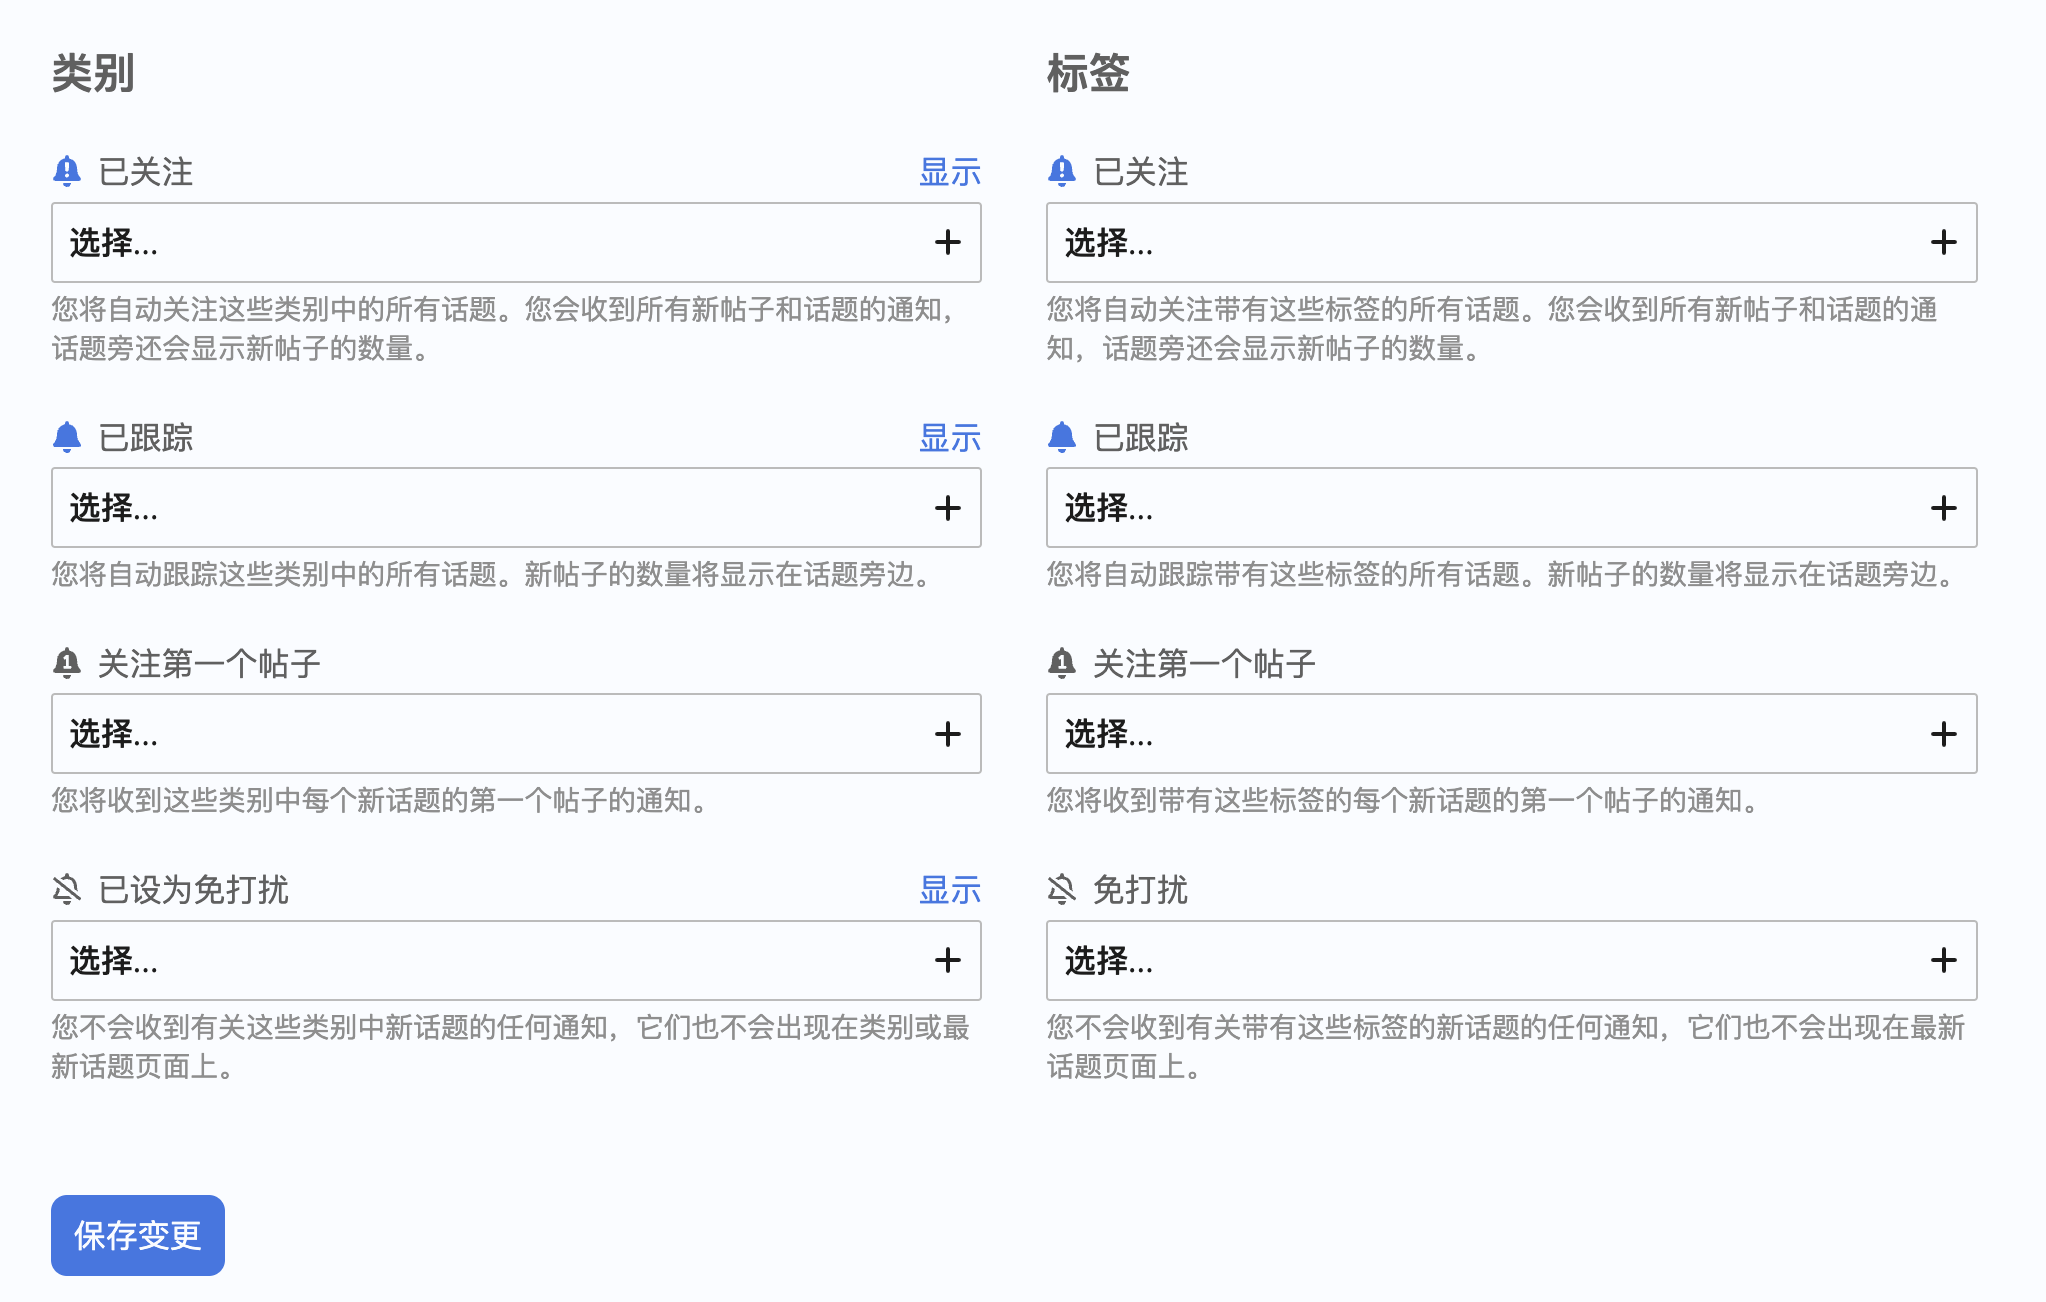 类别
已关注
显示
选择...
您将自动关注这些类别中的所有话题。您会收到所有新帖子和话题的通知，
话题旁还会显示新帖子的数量。
已跟踪
显示
选择...
您将自动跟踪这些类别中的所有话题。新帖子的数量将显示在话题旁边。
关注第一个帖子
选择...
您将收到这些类别中每个新话题的第一个帖子的通知。
已设为免打扰
显示
选择...
您不会收到有关这些类别中新话题的任何通知，它们也不会出现在类别或最
新话题页面上。
标签
已关注
选择...
您将自动关注带有这些标签的所有话题。您会收到所有新帖子和话题的通
知，话题旁还会显示新帖子的数量。
已跟踪
选择...
您将自动跟踪带有这些标签的所有话题。新帖子的数量将显示在话题旁边。
关注第一个帖子
选择...
您将收到带有这些标签的每个新话题的第一个帖子的通知。
免打扰
选择...
您不会收到有关带有这些标签的新话题的任何通知，它们也不会出现在最新
话题页面上。
保存变更